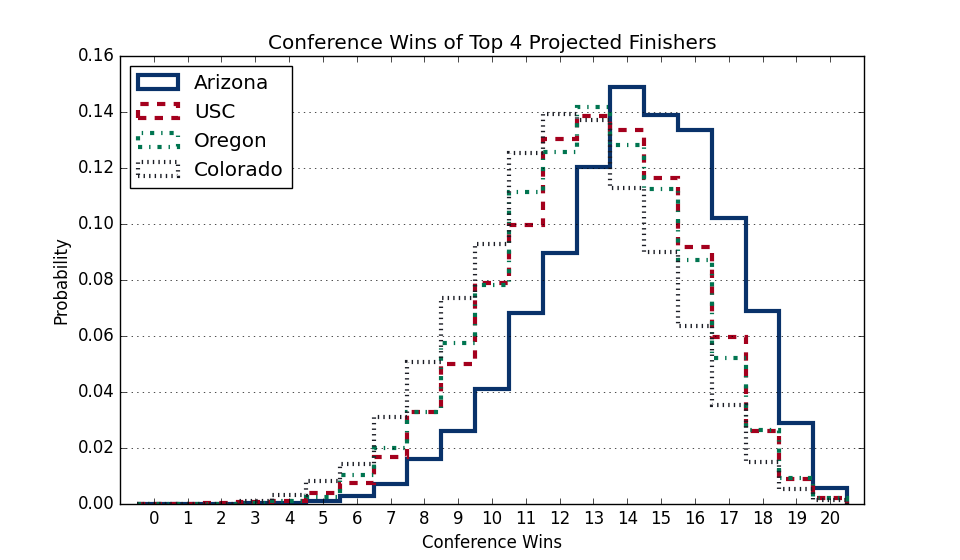 Conference Wins of Top 4 Projected Finishers
0.16
0.14
0.12
0.10
0.08
0.06
0.04
0.02
0.00
Probability
Arizona
USC
Oregon
Colorado
0 1 2 3 4 5 6 7 8 9 10 11 12 13 14 15 16 17 18 19 20
Conference Wins